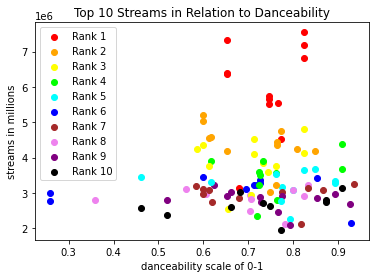 Top 10 Streams in Relation to Danceability
1e6
7
6
5
4
3
2
streams in millions
Rank 1
Rank 2
Rank 3
Rank 4
Rank 5
Rank 6
Rank 7
Rank 8
Rank 9
Rank 10
0.3 0.4 0.5 0.6 0.7 0.8 0.9
danceability scale of 0-1